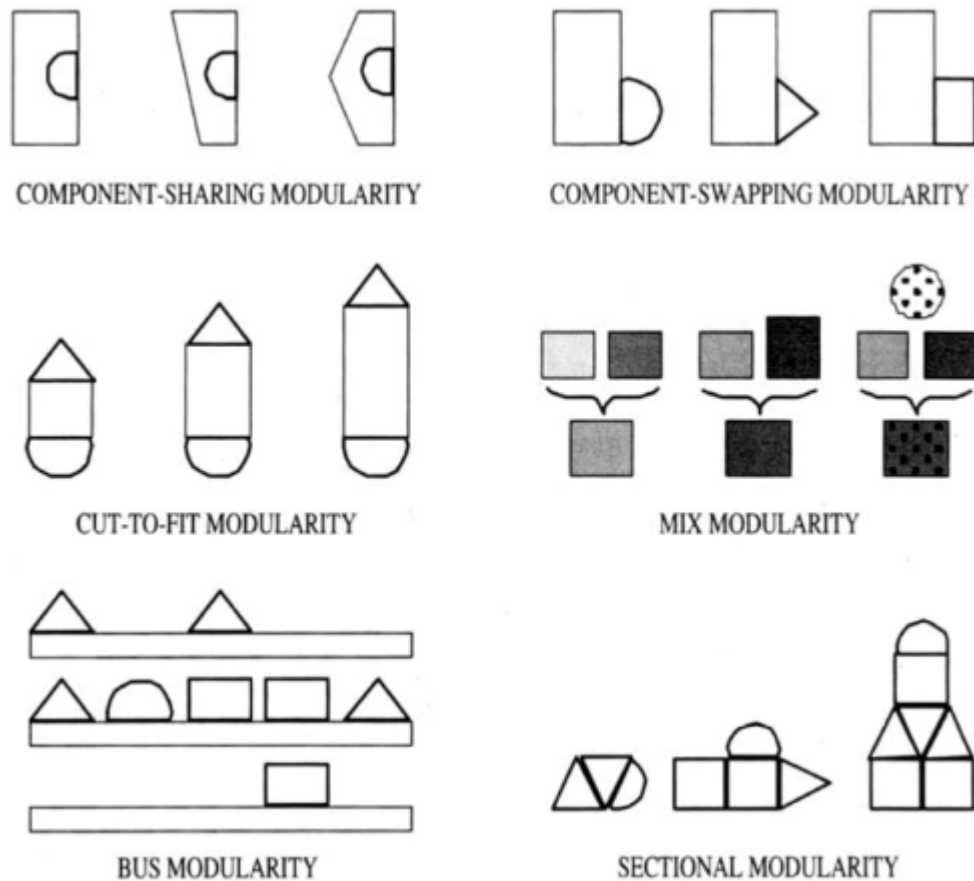 COMPONENT-SHARING MODULARITY
COMPONENT-SWAPPING MODULARITY
CUT-TO-FIT MODULARITY
MIX MODULARITY
BUS MODULARITY
SECTIONAL MODULARITY